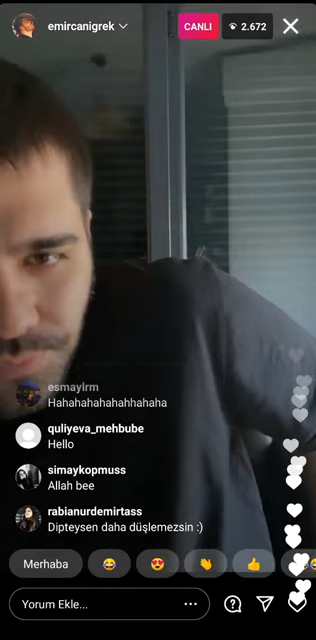 emircanigrek
CANLI
2.672
esmaylrm
Hahahahahahahhahaha
quliyeva_mehbube
Hello
simaykopmuss
Allah bee
rabianurdemirtass
Dipteysen daha düşlemezsin :)
Merhaba
Yorum Ekle...